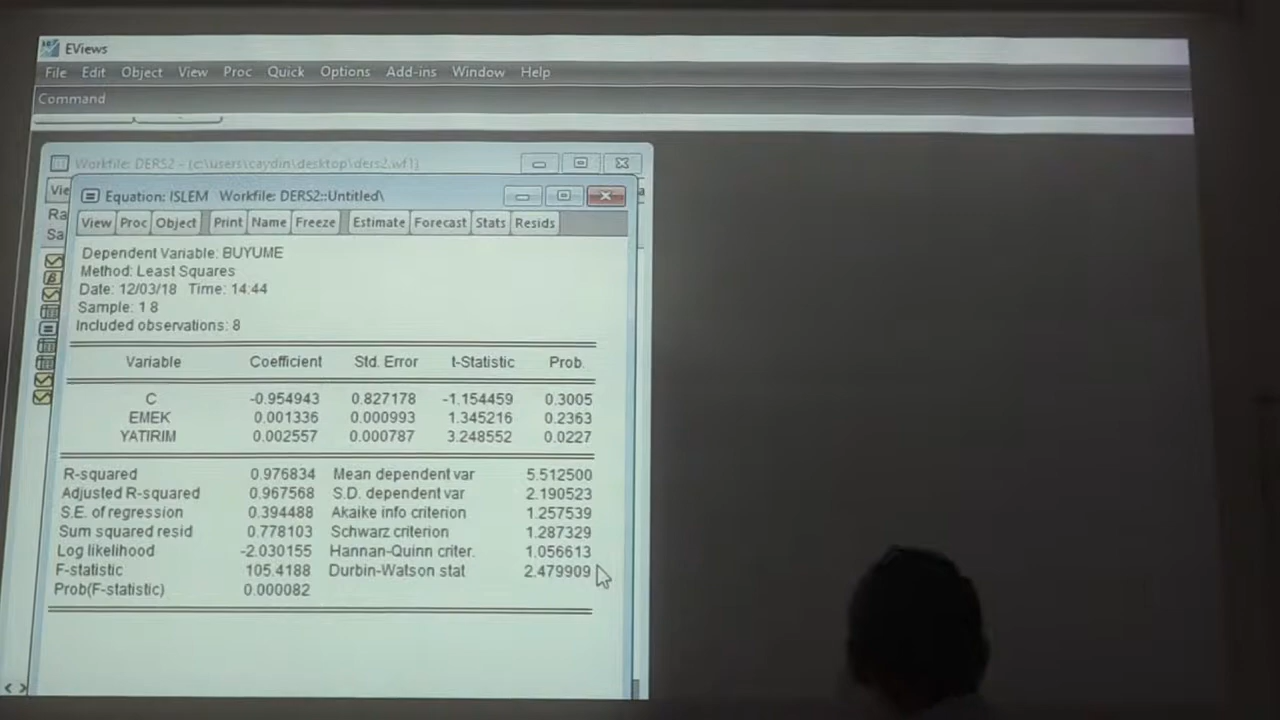 EViews
File Edit Object View Proc Quick Options Add-ins Window Help
Command
Workfile: DERS2 - (c:\users\caydin\desktop\ders2.wf1)
Equation: ISLEM Workfile: DERS2::Untitled\
View Proc Object Print Name Freeze Estimate Forecast Stats Resids
Dependent Variable: BUYUME
Method: Least Squares
Date: 12/03/18 Time: 14:44
Sample: 1 8
Included observations: 8
Variable Coefficient Std. Error t-Statistic Prob.
C -0.954943 0.827178 -1.154459 0.3005
EMEK 0.001336 0.000993 1.345216 0.2363
YATIRIM 0.002557 0.000787 3.248552 0.0227
R-squared 0.976834 Mean dependent var 5.512500
Adjusted R-squared 0.967568 S.D. dependent var 2.190523
S.E. of regression 0.394488 Akaike info criterion 1.257539
Sum squared resid 0.778103 Schwarz criterion 1.287329
Log likelihood -2.030155 Hannan-Quinn criter. 1.056613
F-statistic 105.4188 Durbin-Watson stat 2.479909
Prob(F-statistic) 0.000082